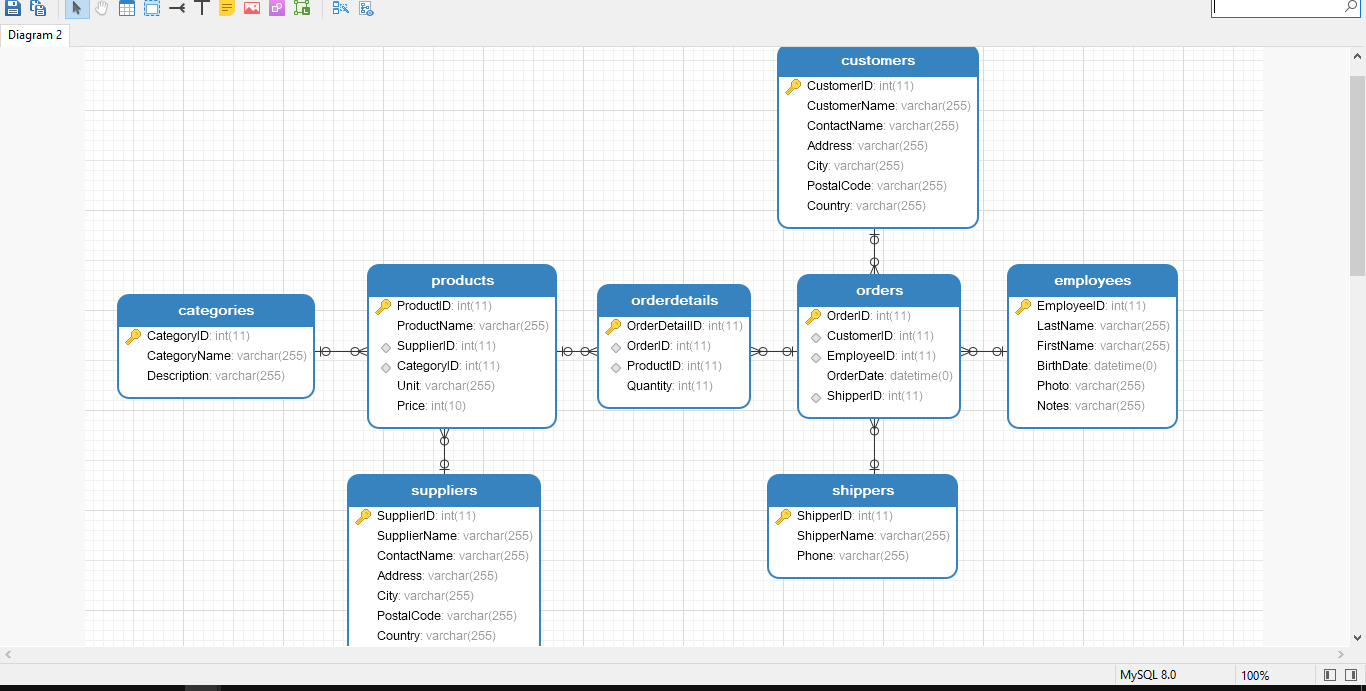 Diagram 2
customers
CustomerID: int(11)
CustomerName: varchar(255)
ContactName: varchar(255)
Address: varchar(255)
City: varchar(255)
PostalCode: varchar(255)
Country: varchar(255)
categories
CategoryID: int(11)
CategoryName: varchar(255)
Description: varchar(255)
products
ProductID: int(11)
ProductName: varchar(255)
SupplierID: int(11)
CategoryID: int(11)
Unit: varchar(255)
Price: int(10)
orderdetails
OrderDetailID: int(11)
OrderID: int(11)
ProductID: int(11)
Quantity: int(11)
orders
OrderID: int(11)
CustomerID: int(11)
EmployeeID: int(11)
OrderDate: datetime(0)
ShipperID: int(11)
employees
EmployeeID: int(11)
LastName: varchar(255)
FirstName: varchar(255)
BirthDate: datetime(0)
Photo: varchar(255)
Notes: varchar(255)
suppliers
SupplierID: int(11)
SupplierName: varchar(255)
ContactName: varchar(255)
Address: varchar(255)
City: varchar(255)
PostalCode: varchar(255)
Country: varchar(255)
shippers
ShipperID: int(11)
ShipperName: varchar(255)
Phone: varchar(255)
MySQL 8.0
100%